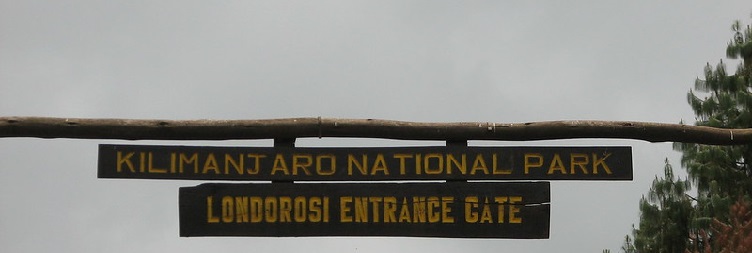 KILIMANJARO NATIONAL PARK
LONDOROSI ENTRANCE GATE